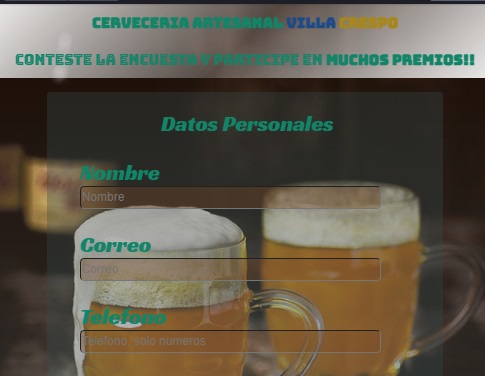 CERVECERIA ARTESANAL VILLA CRESPO
CONTESTE LA ENCUESTA Y PARTICIPE EN MUCHOS PREMIOS!!
Datos Personales
Nombre
Nombre
Correo
Correo
Telefono
Telefono, solo numeros